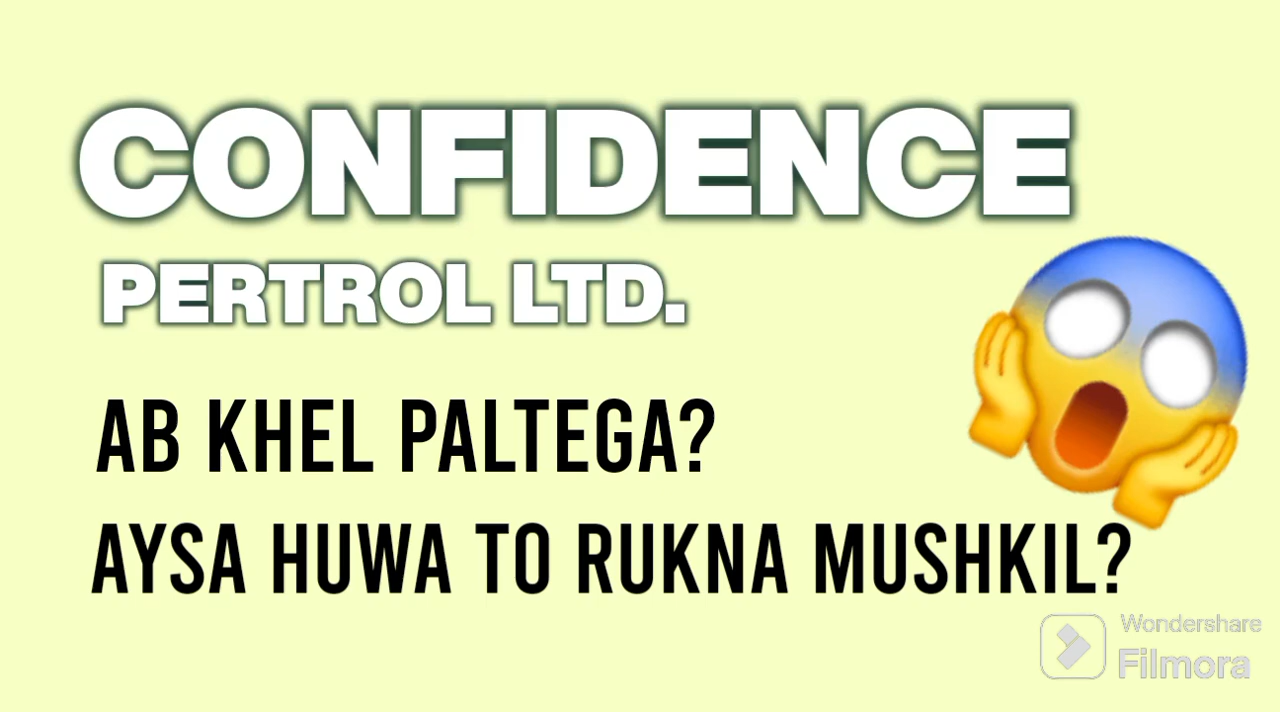 CONFIDENCE
PERTROL LTD.
AB KHEL PALTEGA?
AYSA HUWA TO RUKNA MUSHKIL?
Wondershare
Filmora